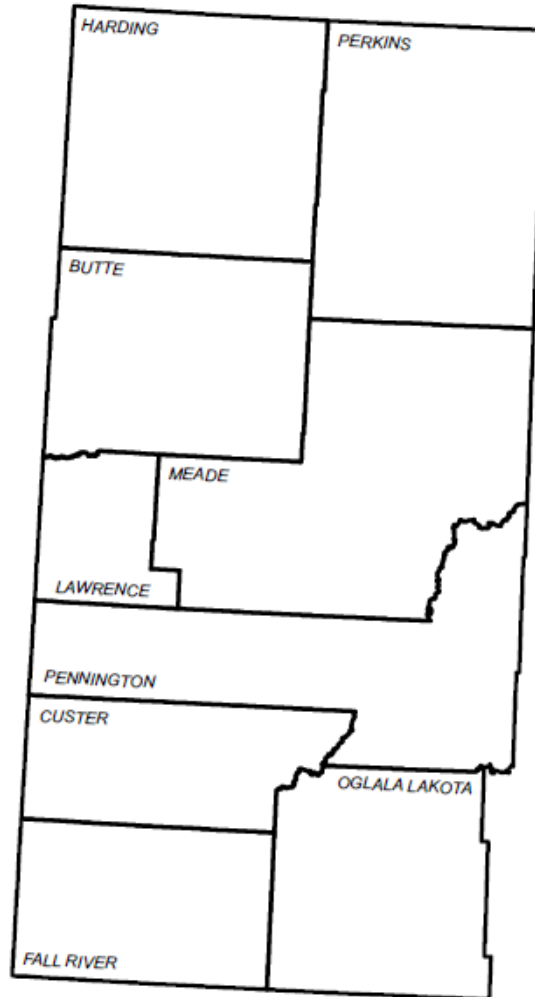 HARDING
PERKINS
BUTTE
MEADE
LAWRENCE
PENNINGTON
CUSTER
OGLALA LAKOTA
FALL RIVER